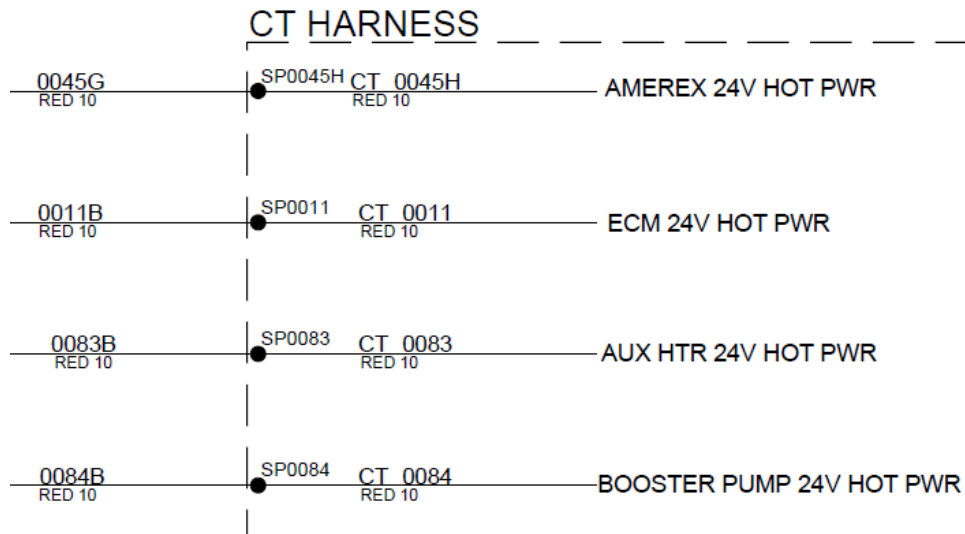 CT HARNESS
0045G SP0045H CT 0045H AMEREX 24V HOT PWR
RED 10 RED 10
0011B SP0011 CT 0011 ECM 24V HOT PWR
RED 10 RED 10
0083B SP0083 CT 0083 AUX HTR 24V HOT PWR
RED 10 RED 10
0084B SP0084 CT 0084 BOOSTER PUMP 24V HOT PWR
RED 10 RED 10